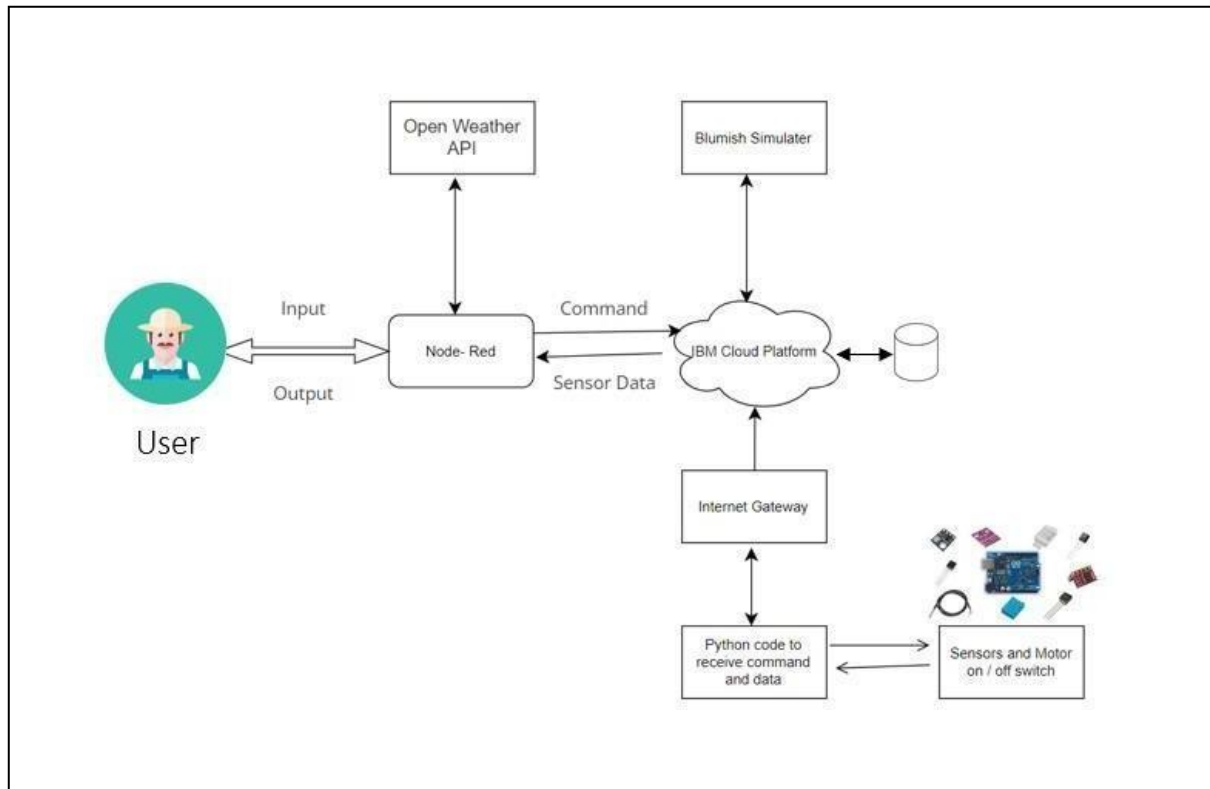 Open Weather
API
Blumish Simulater
Input
Command
Node- Red
IBM Cloud Platform
Output
Sensor Data
User
Internet Gateway
Python code to
receive command
and data
Sensors and Motor
on / off switch